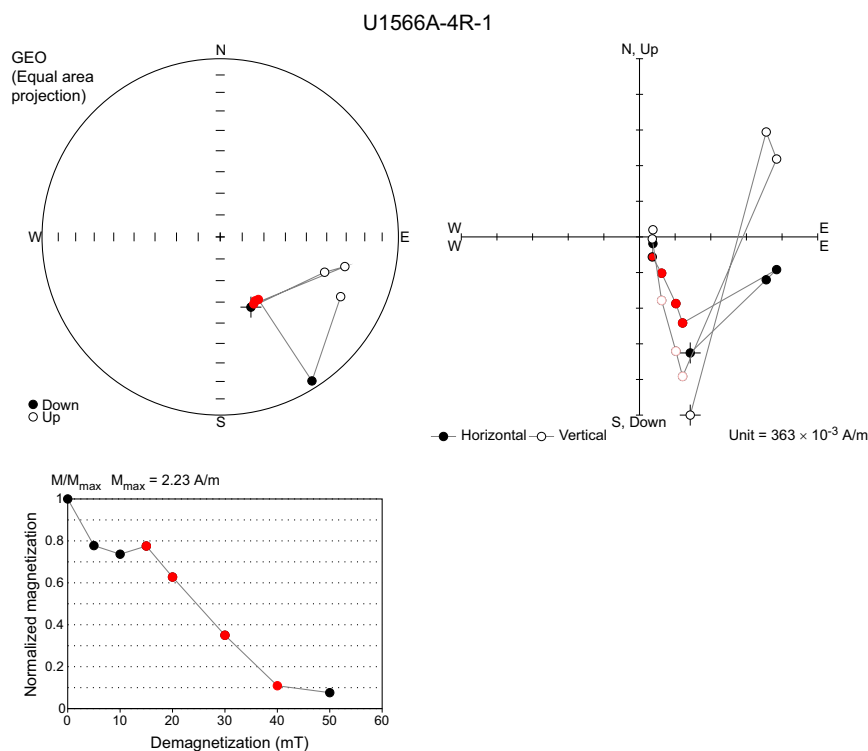 U1566A-4R-1
GEO
(Equal area
projection)
N
W
E
S
Down
Up
N, Up
W
W
E
E
S, Down
Horizontal
Vertical
Unit = 363 × 10⁻³ A/m
M/Mmax Mmax = 2.23 A/m
Normalized magnetization
1
0.8
0.6
0.4
0.2
0
0 10 20 30 40 50 60
Demagnetization (mT)